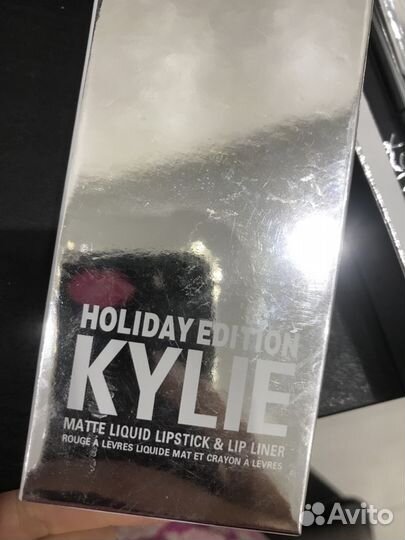 HOLIDAY EDITION
KYLIE
MATTE LIQUID LIPSTICK & LIP LINER
ROUGE À LEVRES LIQUIDE MAT ET CRAYON À LEVRES
Avito